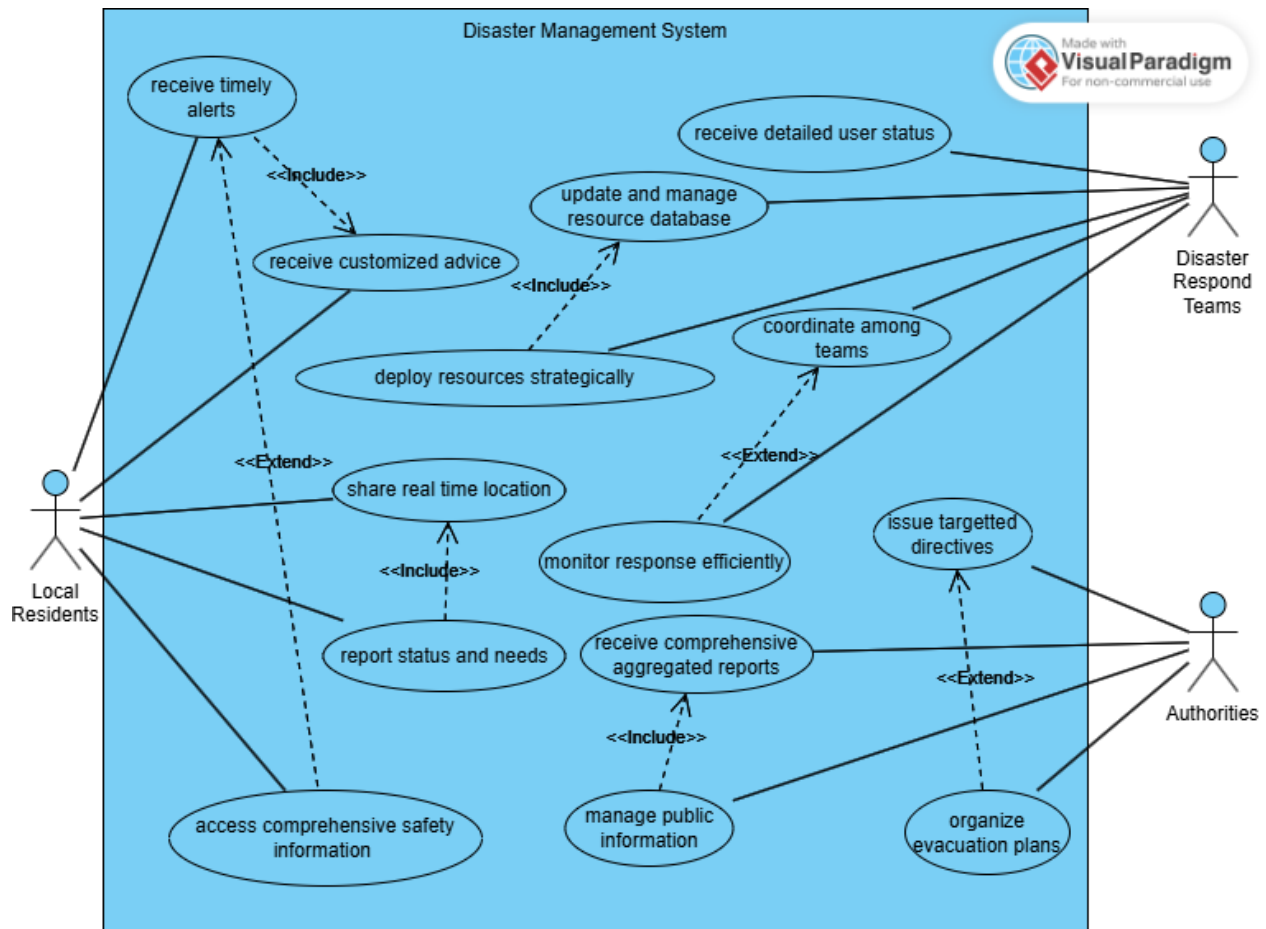 Disaster Management System
Made with
Visual Paradigm
For non-commercial use
receive timely
alerts
receive detailed user status
<<Include>>
update and manage
resource database
receive customized advice
Disaster
Respond
Teams
<<Include>>
coordinate among
teams
deploy resources strategically
<<Extend>>
<<Extend>>
share real time location
issue targetted
directives
monitor response efficiently
<<Include>>
Local
Residents
receive comprehensive
aggregated reports
report status and needs
<<Extend>>
Authorities
<<Include>>
access comprehensive safety
information
manage public
information
organize
evacuation plans